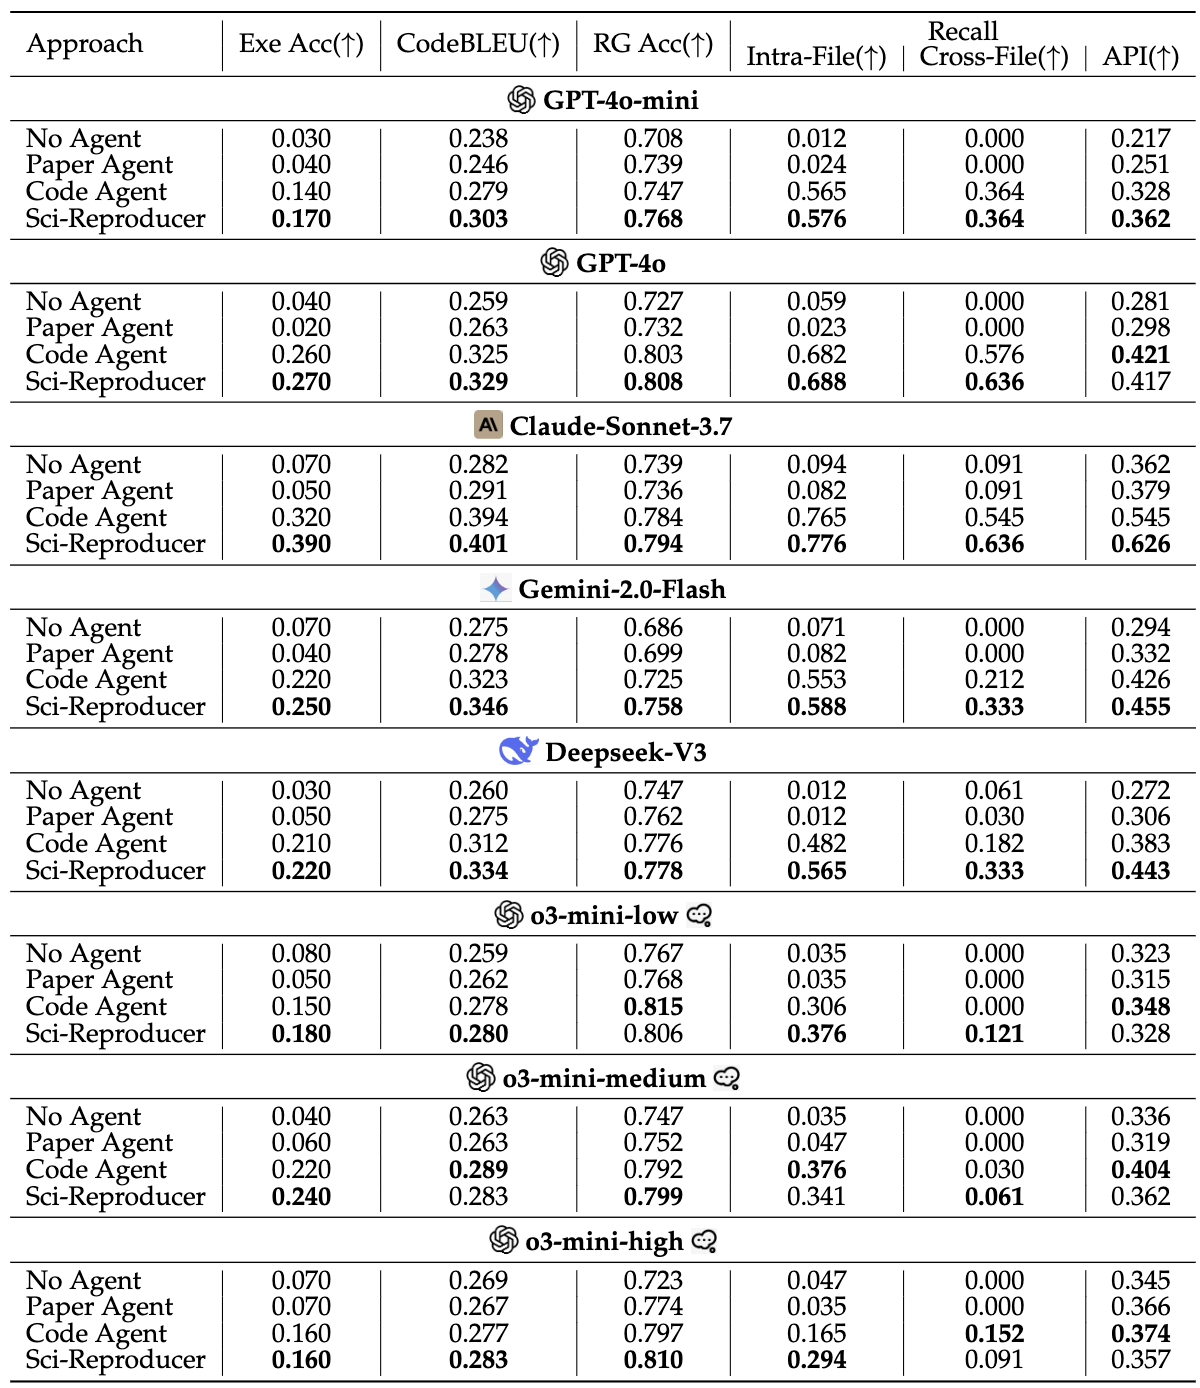 Approach Exe Acc(↑) CodeBLEU(↑) RG Acc(↑) Recall
Intra-File(↑) Cross-File(↑) API(↑)
GPT-4o-mini
No Agent 0.030 0.238 0.708 0.012 0.000 0.217
Paper Agent 0.040 0.246 0.739 0.024 0.000 0.251
Code Agent 0.140 0.279 0.747 0.565 0.364 0.328
Sci-Reproducer 0.170 0.303 0.768 0.576 0.364 0.362
GPT-4o
No Agent 0.040 0.259 0.727 0.059 0.000 0.281
Paper Agent 0.020 0.263 0.732 0.023 0.000 0.298
Code Agent 0.260 0.325 0.803 0.682 0.576 0.421
Sci-Reproducer 0.270 0.329 0.808 0.688 0.636 0.417
Claude-Sonnet-3.7
No Agent 0.070 0.282 0.739 0.094 0.091 0.362
Paper Agent 0.050 0.291 0.736 0.082 0.091 0.379
Code Agent 0.320 0.394 0.784 0.765 0.545 0.545
Sci-Reproducer 0.390 0.401 0.794 0.776 0.636 0.626
Gemini-2.0-Flash
No Agent 0.070 0.275 0.686 0.071 0.000 0.294
Paper Agent 0.040 0.278 0.699 0.082 0.000 0.332
Code Agent 0.220 0.323 0.725 0.553 0.212 0.426
Sci-Reproducer 0.250 0.346 0.758 0.588 0.333 0.455
Deepseek-V3
No Agent 0.030 0.260 0.747 0.012 0.061 0.272
Paper Agent 0.050 0.275 0.762 0.012 0.030 0.306
Code Agent 0.210 0.312 0.776 0.482 0.182 0.383
Sci-Reproducer 0.220 0.334 0.778 0.565 0.333 0.443
o3-mini-low
No Agent 0.080 0.259 0.767 0.035 0.000 0.323
Paper Agent 0.050 0.262 0.768 0.035 0.000 0.315
Code Agent 0.150 0.278 0.815 0.306 0.000 0.348
Sci-Reproducer 0.180 0.280 0.806 0.376 0.121 0.328
o3-mini-medium
No Agent 0.040 0.263 0.747 0.035 0.000 0.336
Paper Agent 0.060 0.263 0.752 0.047 0.000 0.319
Code Agent 0.220 0.289 0.792 0.376 0.030 0.404
Sci-Reproducer 0.240 0.283 0.799 0.341 0.061 0.362
o3-mini-high
No Agent 0.070 0.269 0.723 0.047 0.000 0.345
Paper Agent 0.070 0.267 0.774 0.035 0.000 0.366
Code Agent 0.160 0.277 0.797 0.165 0.152 0.374
Sci-Reproducer 0.160 0.283 0.810 0.294 0.091 0.357